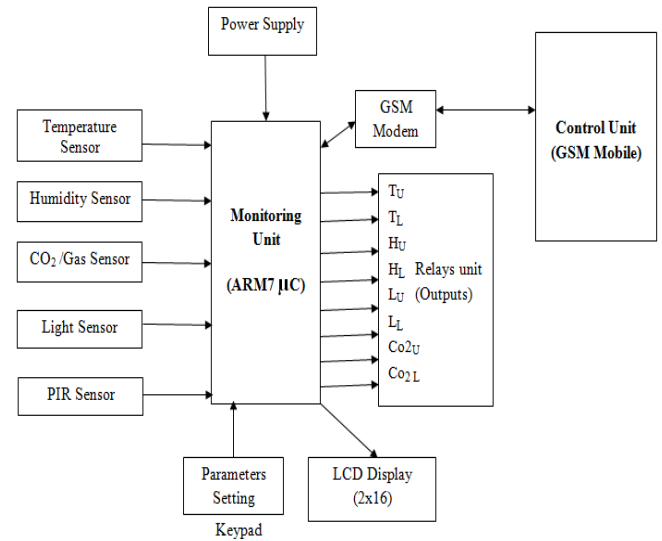 Power Supply
GSM
Modem
Control Unit
(GSM Mobile)
Temperature
Sensor
Humidity Sensor
CO2 /Gas Sensor
Light Sensor
PIR Sensor
Monitoring
Unit
(ARM7 μC)
TU
TL
HU
HL
LU
LL
Co2U
Co2 L
Relays unit
(Outputs)
Parameters
Setting
Keypad
LCD Display
(2x16)